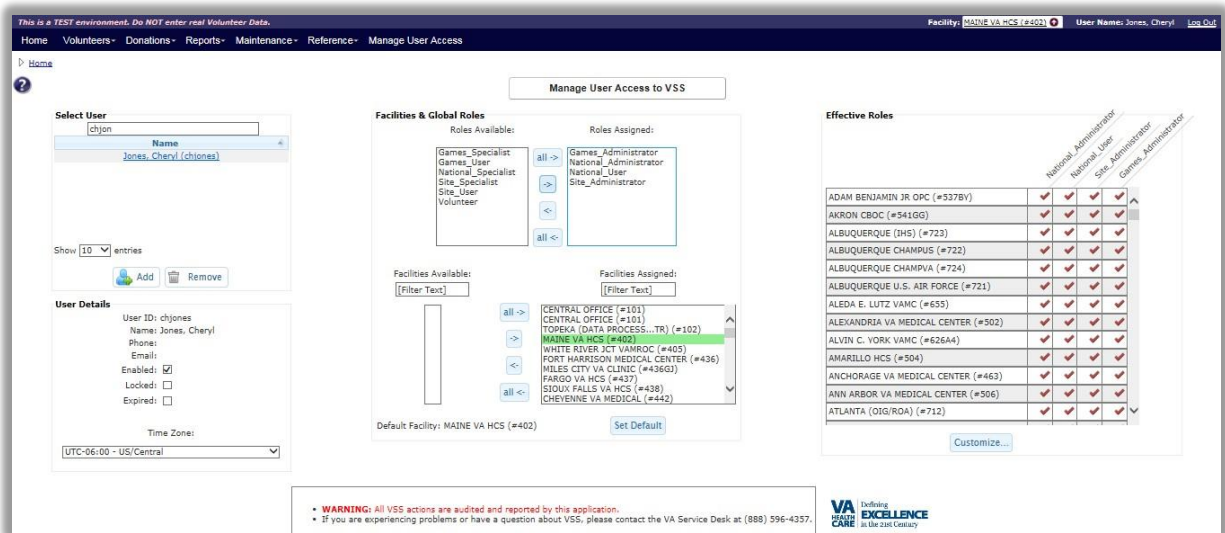 This is a TEST environment. Do NOT enter real Volunteer Data.
Facility: MAINE VA HCS (#402) User Name: Jones, Cheryl Log Out
Home Volunteers Donations Reports Maintenance Reference Manage User Access
Home
Manage User Access to VSS
Select User
chjon
Name
Jones, Cheryl (chjones)
Show 10 entries
Add Remove
User Details
User ID: chjones
Name: Jones, Cheryl
Phone:
Email:
Enabled:
Locked:
Expired:
Time Zone:
UTC-06:00 - US/Central
Facilities & Global Roles
Roles Available: Roles Assigned:
Games_Specialist
Games_User
National_Specialist
Site_Specialist
Site_User
Volunteer
all ->
->
<-
all <-
Games_Administrator
National_Administrator
National_User
Site_Administrator
Facilities Available: Facilities Assigned:
[Filter Text] [Filter Text]
all ->
->
<-
all <-
CENTRAL OFFICE (#101)
CENTRAL OFFICE (#101)
TOPEKA (DATA PROCESS...TR) (#102)
MAINE VA HCS (#402)
WHITE RIVER JCT VAMROC (#405)
FORT HARRISON MEDICAL CENTER (#436)
MILES CITY VA CLINIC (#436GJ)
FARGO VA HCS (#437)
SIOUX FALLS VA HCS (#438)
CHEYENNE VA MEDICAL (#442)
Default Facility: MAINE VA HCS (#402) Set Default
Effective Roles
National_Administrator
National_User
Site_Administrator
Games_Administrator
ADAM BENJAMIN JR OPC (#537BY)
AKRON CBOC (#541GG)
ALBUQUERQUE (IHS) (#723)
ALBUQUERQUE CHAMPUS (#722)
ALBUQUERQUE CHAMPVA (#724)
ALBUQUERQUE U.S. AIR FORCE (#721)
ALEDA E. LUTZ VAMC (#655)
ALEXANDRIA VA MEDICAL CENTER (#502)
ALVIN C. YORK VAMC (#626A4)
AMARILLO HCS (#504)
ANCHORAGE VA MEDICAL CENTER (#463)
ANN ARBOR VA MEDICAL CENTER (#506)
ATLANTA (OIG/ROA) (#712)
Customize...
• WARNING: All VSS actions are audited and reported by this application.
• If you are experiencing problems or have a question about VSS, please contact the VA Service Desk at (888) 596-4357.
VA
HEALTH
CARE
Defining
EXCELLENCE
in the 21st Century